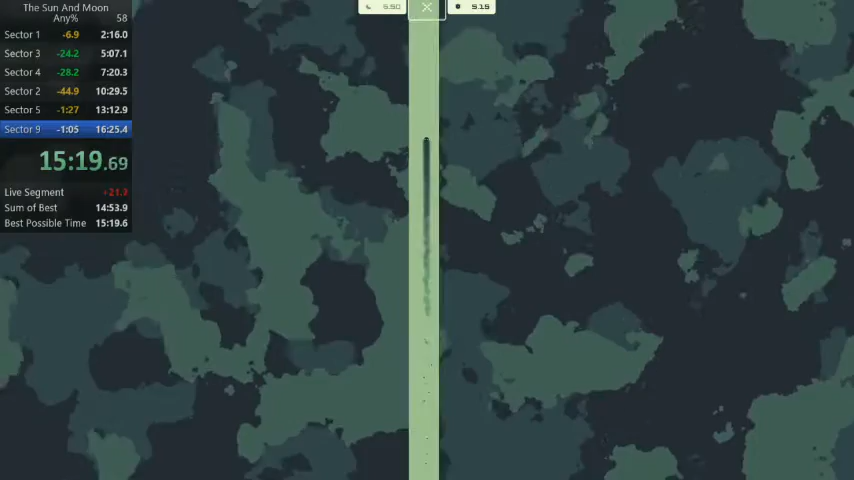 The Sun And Moon
Any% 58
Sector 1 -6.9 2:16.0
Sector 3 -24.2 5:07.1
Sector 4 -28.2 7:20.3
Sector 2 -44.9 10:29.5
Sector 5 -1:27 13:12.9
Sector 9 -1:05 16:25.4
15:19.69
Live Segment
Sum of Best 14:53.9
Best Possible Time 15:19.6